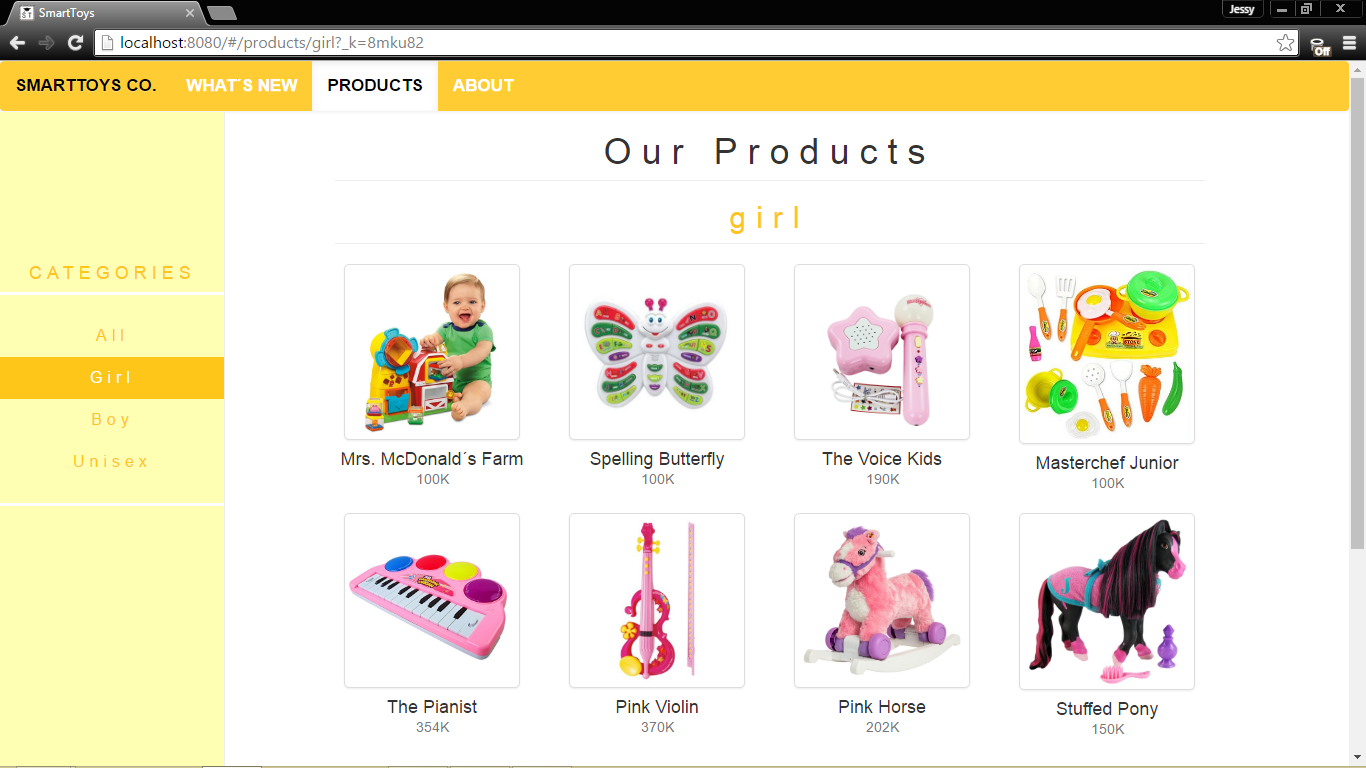 SmartToys
Jessy
localhost:8080/#/products/girl?_k=8mku82
Off
SMARTTOYS CO. WHAT´S NEW PRODUCTS ABOUT
Our Products
girl
CATEGORIES
All
Girl
Boy
Unisex
Mrs. McDonald´s Farm
100K
Spelling Butterfly
100K
The Voice Kids
190K
Masterchef Junior
100K
The Pianist
354K
Pink Violin
370K
Pink Horse
202K
Stuffed Pony
150K